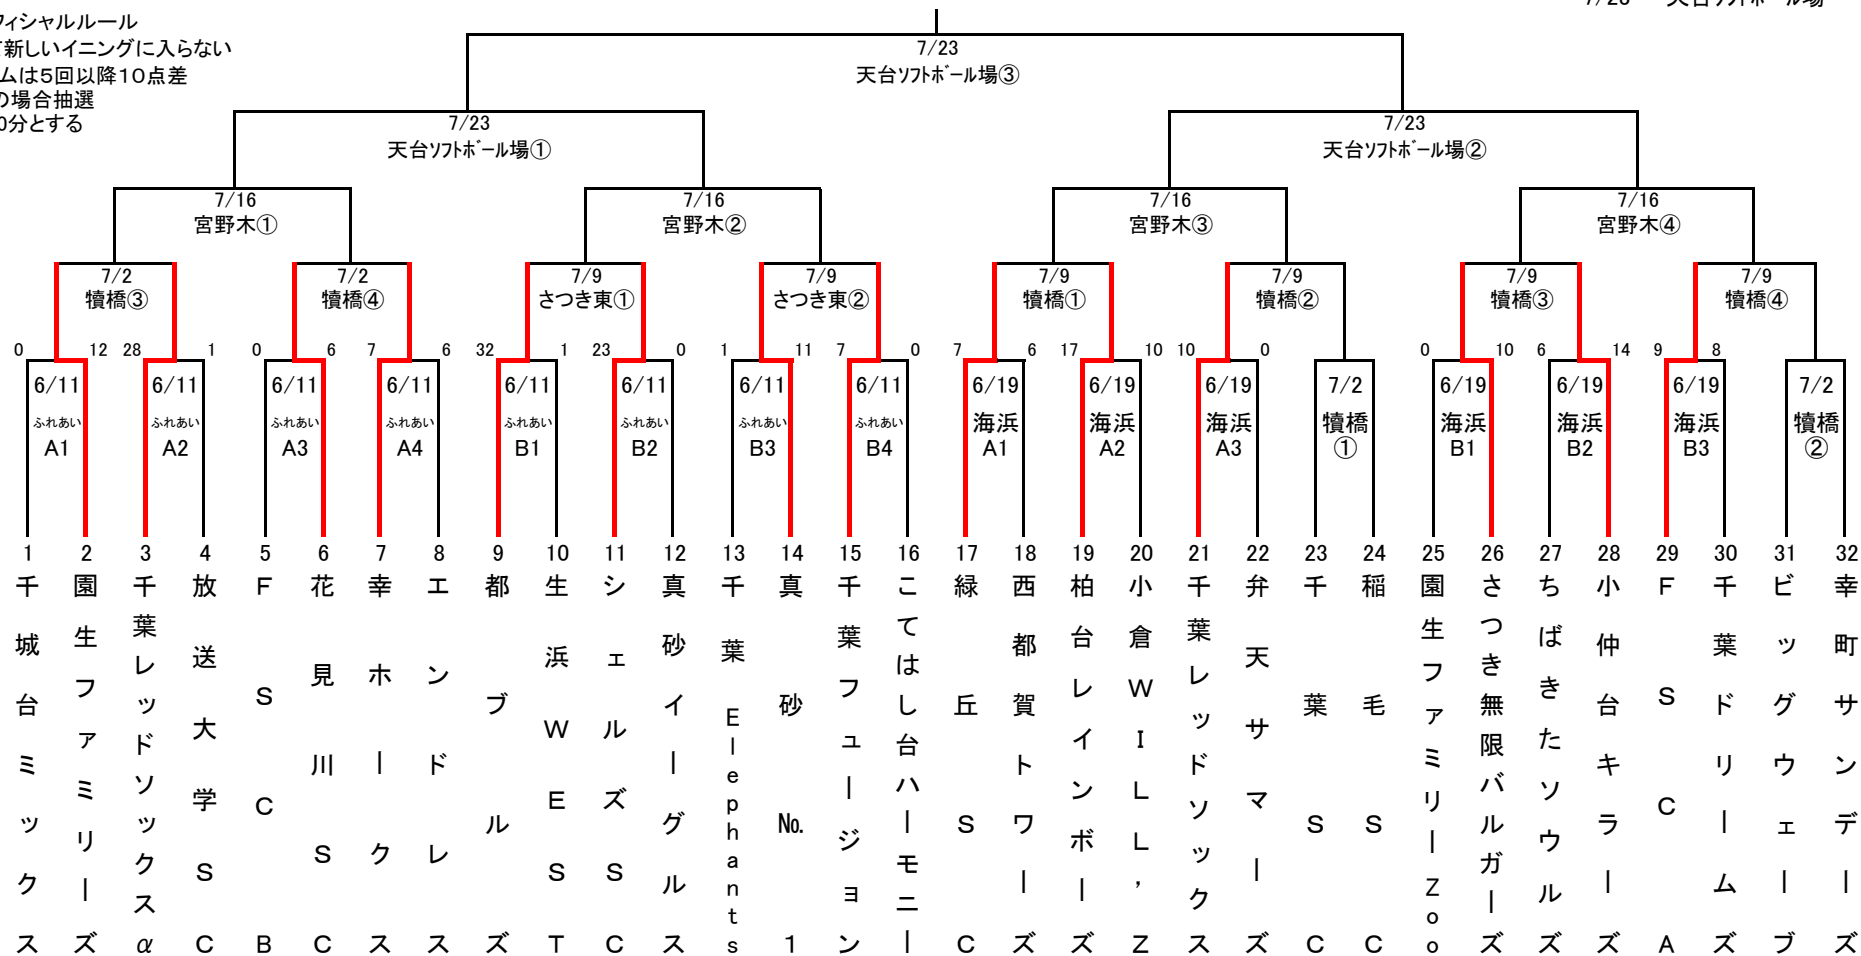 フィシャルルール
て新しいイニングに入らない
ムは5回以降10点差
の場合抽選
0分とする
7/23
天台ソフトボール場③
7/23
天台ソフトボール場①
7/23
天台ソフトボール場②
7/16
宮野木①
7/16
宮野木②
7/16
宮野木③
7/16
宮野木④
7/2
犢橋③
7/2
犢橋④
7/9
さつき東①
7/9
さつき東②
7/9
犢橋①
7/9
犢橋②
7/9
犢橋③
7/9
犢橋④
0 12 28 1 0 6 7 6 32 1 23 0 1 11 7 0 7 6 17 10 10 0 0 10 6 14 9 8
6/11
ふれあい
A1
6/11
ふれあい
A2
6/11
ふれあい
A3
6/11
ふれあい
A4
6/11
ふれあい
B1
6/11
ふれあい
B2
6/11
ふれあい
B3
6/11
ふれあい
B4
6/19
海浜
A1
6/19
海浜
A2
6/19
海浜
A3
7/2
犢橋
①
6/19
海浜
B1
6/19
海浜
B2
6/19
海浜
B3
7/2
犢橋
②
1 千城台ミックス
2 園生ファミリーズ
3 千葉レッドソックスα
4 放送大学SC
5 FSCB
6 花見川SC
7 幸ホークス
8 エンドレス
9 都ブルズ
10 生浜WEST
11 シェルズSC
12 真砂イーグルス
13 千葉Elephants
14 真砂№1
15 千葉フュージョン
16 こてはし台ハーモニー
17 緑丘SC
18 西都賀トワーズ
19 柏台レインボーズ
20 小倉WILL’Z
21 千葉レッドソックス
22 弁天サマーズ
23 千葉SC
24 稲毛SC
25 園生ファミリーZoo
26 さつき無限バルガーズ
27 ちばきたソウルズ
28 小仲台キラーズ
29 FSCA
30 千葉ドリームズ
31 ビッグウェーブ
32 幸町サンデーズ